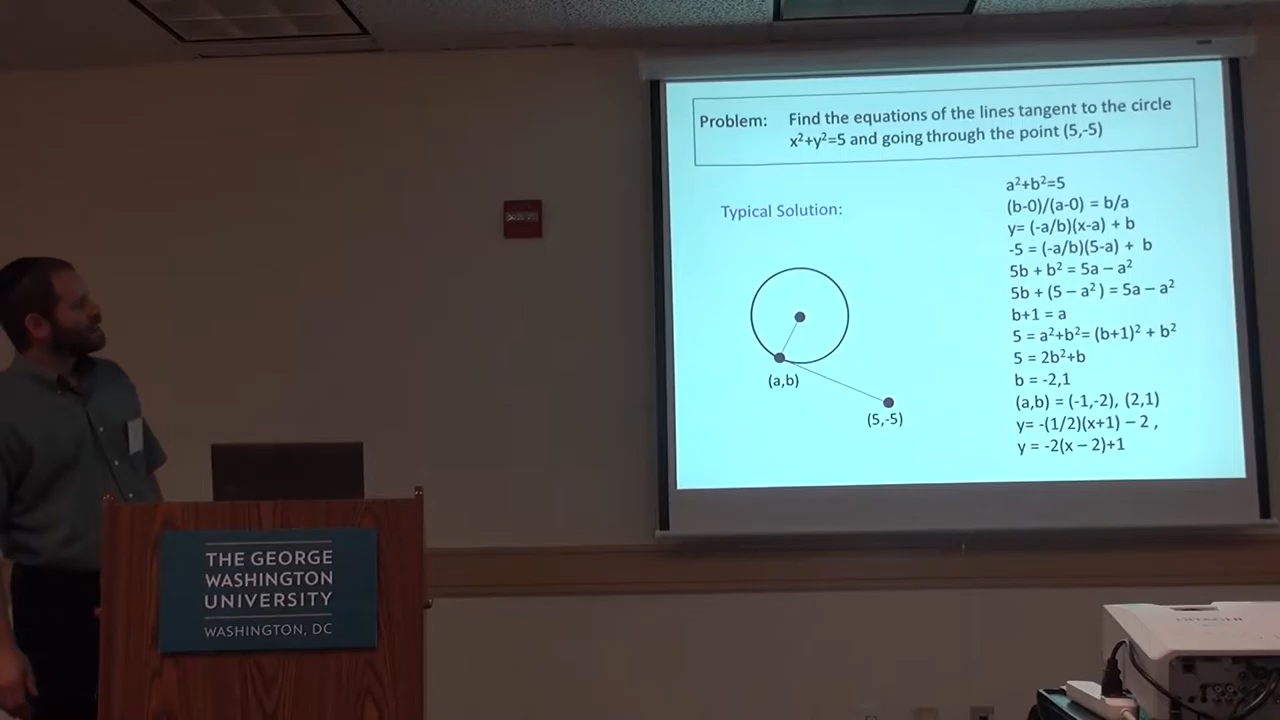 Problem: Find the equations of the lines tangent to the circle
x²+y²=5 and going through the point (5,-5)
Typical Solution:
(a,b)
(5,-5)
a²+b²=5
(b-0)/(a-0) = b/a
y= (-a/b)(x-a) + b
-5 = (-a/b)(5-a) + b
5b + b² = 5a – a²
5b + (5 – a² ) = 5a – a²
b+1 = a
5 = a²+b²= (b+1)² + b²
5 = 2b²+b
b = -2,1
(a,b) = (-1,-2), (2,1)
y= -(1/2)(x+1) – 2 ,
y = -2(x – 2)+1
THE GEORGE
WASHINGTON
UNIVERSITY
WASHINGTON, DC
HITACHI